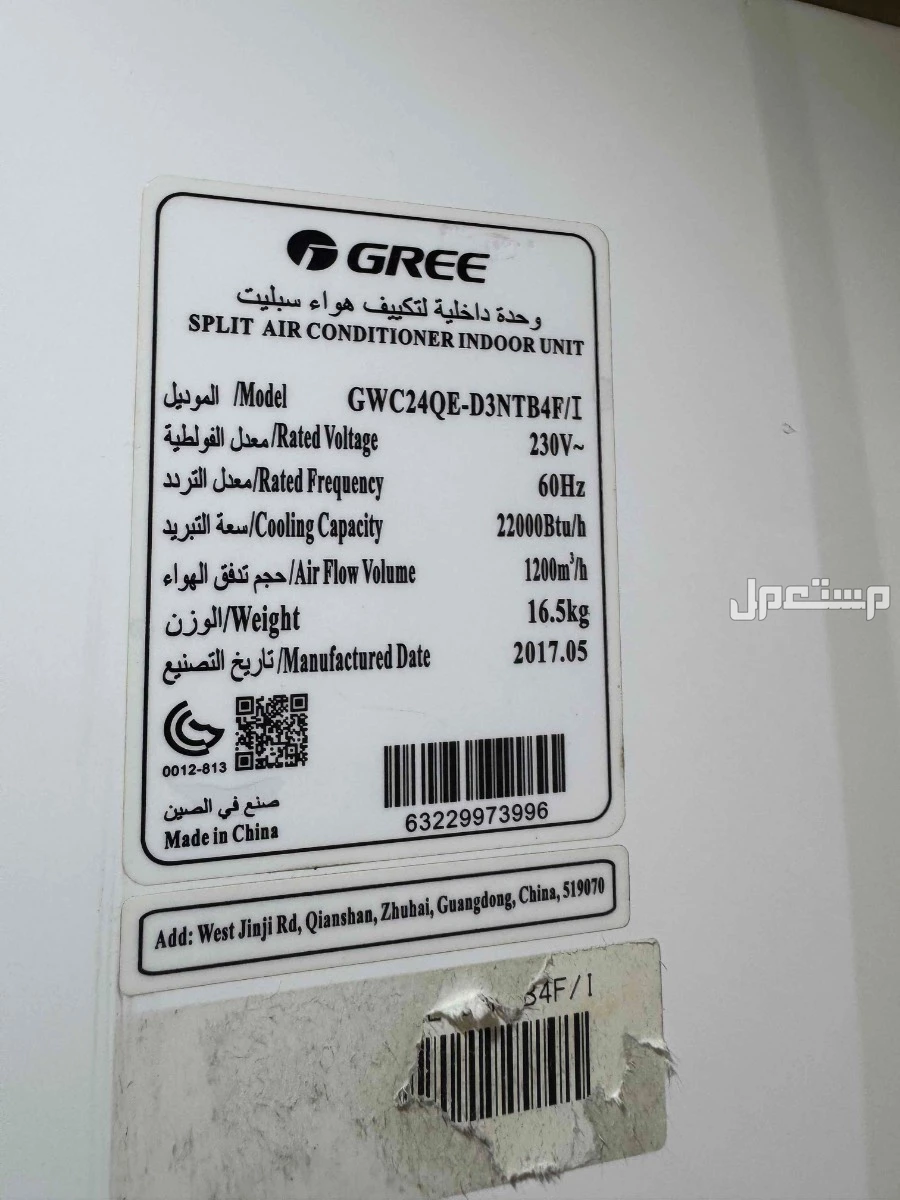 GREE
وحدة داخلية لتكييف هواء سبليت
SPLIT AIR CONDITIONER INDOOR UNIT
الموديل /Model GWC24QE-D3NTB4F/I
معدل الفولطية/Rated Voltage 230V~
معدل التردد/Rated Frequency 60Hz
سعة التبريد/Cooling Capacity 22000Btu/h
حجم تدفق الهواء/Air Flow Volume 1200m³/h
الوزن/Weight 16.5kg
تاريخ التصنيع/Manufactured Date 2017.05
0012-813
صنع في الصين
Made in China
63229973996
Add: West Jinji Rd, Qianshan, Zhuhai, Guangdong, China, 519070
B4F/I
مستعمل